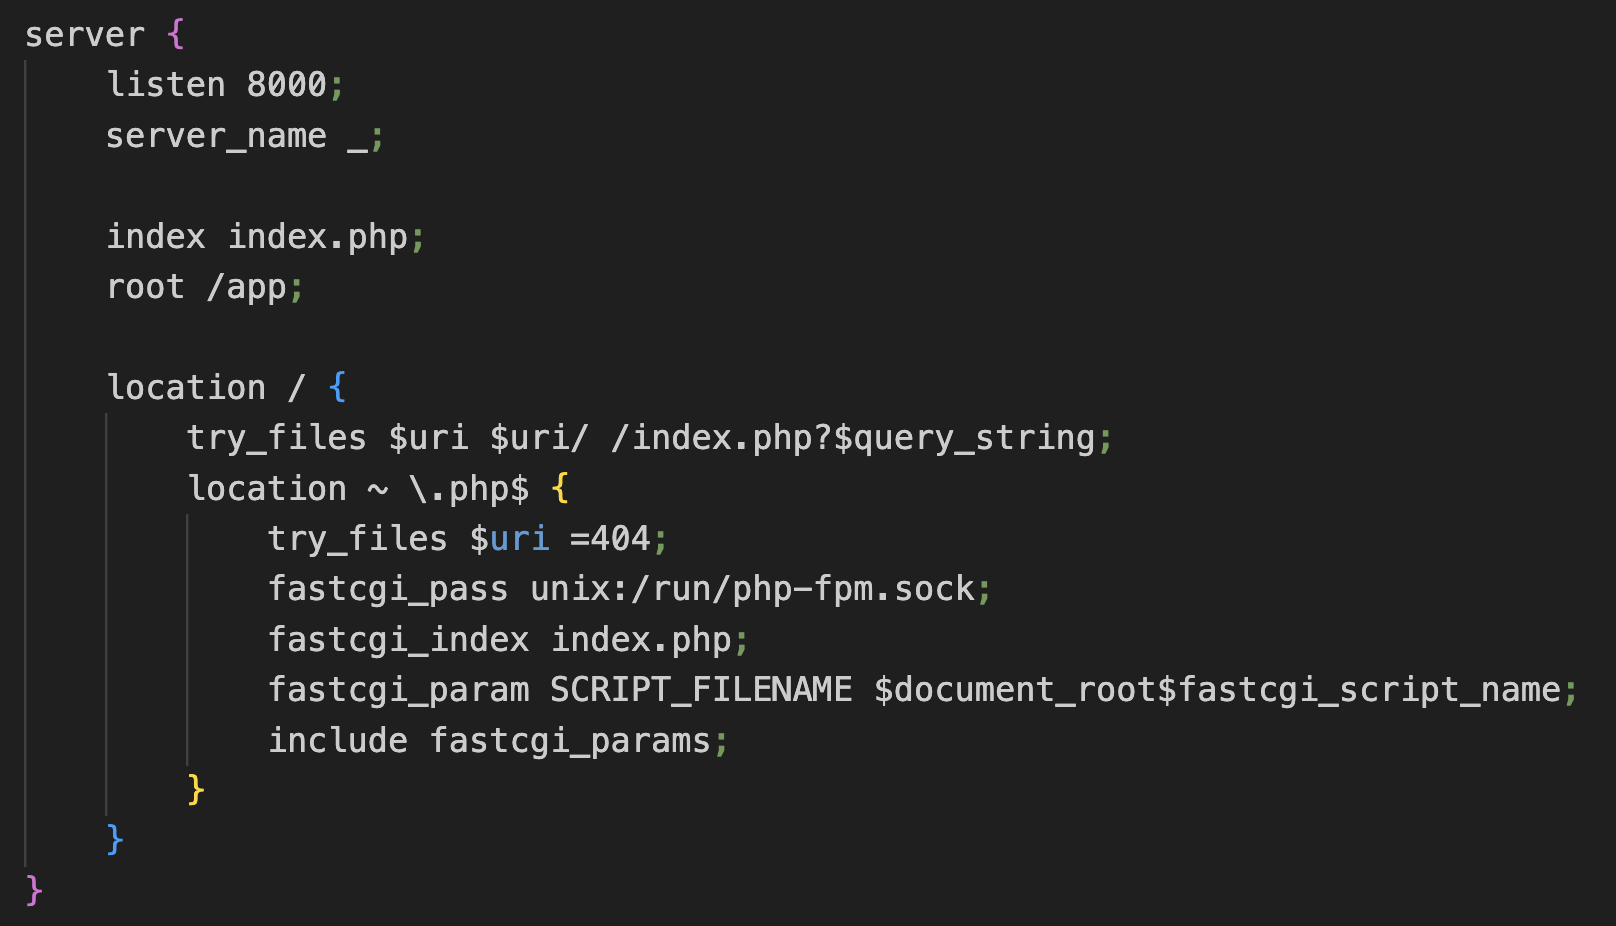 server {
    listen 8000;
    server_name _;

    index index.php;
    root /app;

    location / {
        try_files $uri $uri/ /index.php?$query_string;
        location ~ \.php$ {
            try_files $uri =404;
            fastcgi_pass unix:/run/php-fpm.sock;
            fastcgi_index index.php;
            fastcgi_param SCRIPT_FILENAME $document_root$fastcgi_script_name;
            include fastcgi_params;
        }
    }
}